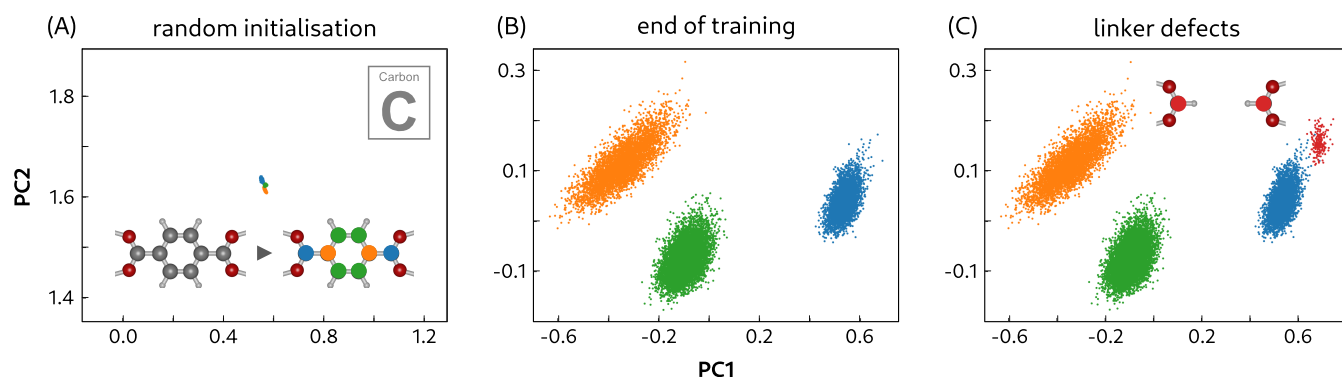 (A) random initialisation
Carbon
C
PC2
1.8
1.6
1.4
0.0 0.4 0.8 1.2
(B) end of training
0.3
0.1
-0.1
-0.6 -0.2 0.2 0.6
PC1
(C) linker defects
0.3
0.1
-0.1
-0.6 -0.2 0.2 0.6